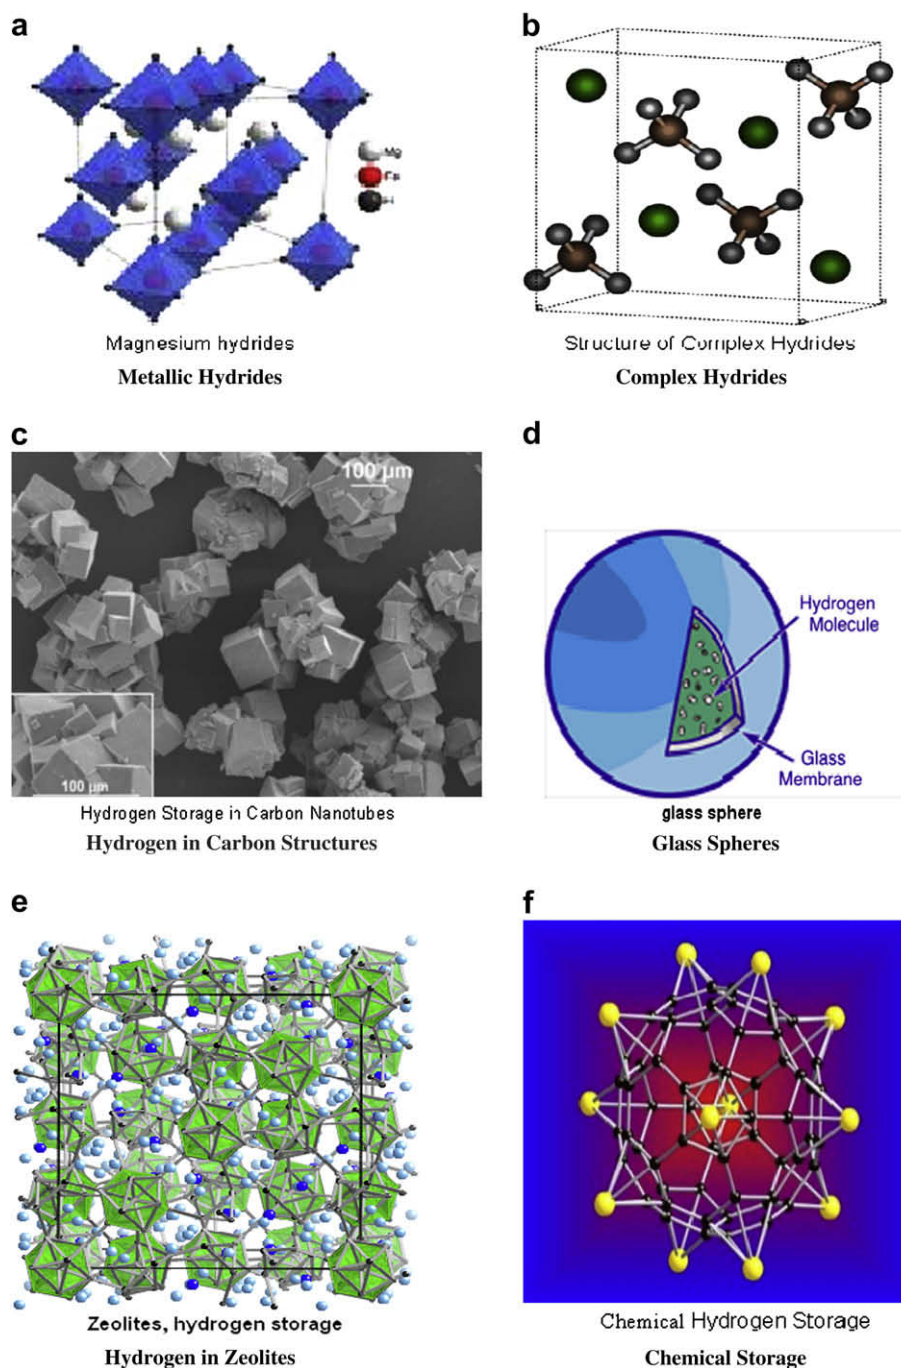 a
b
Mg
Fe
H
Magnesium hydrides
Structure of Complex Hydrides
Metallic Hydrides
Complex Hydrides
c
d
100 µm
Hydrogen
Molecule
Glass
Membrane
100 µm
Hydrogen Storage in Carbon Nanotubes
glass sphere
Hydrogen in Carbon Structures
Glass Spheres
e
f
Zeolites, hydrogen storage
Chemical Hydrogen Storage
Hydrogen in Zeolites
Chemical Storage